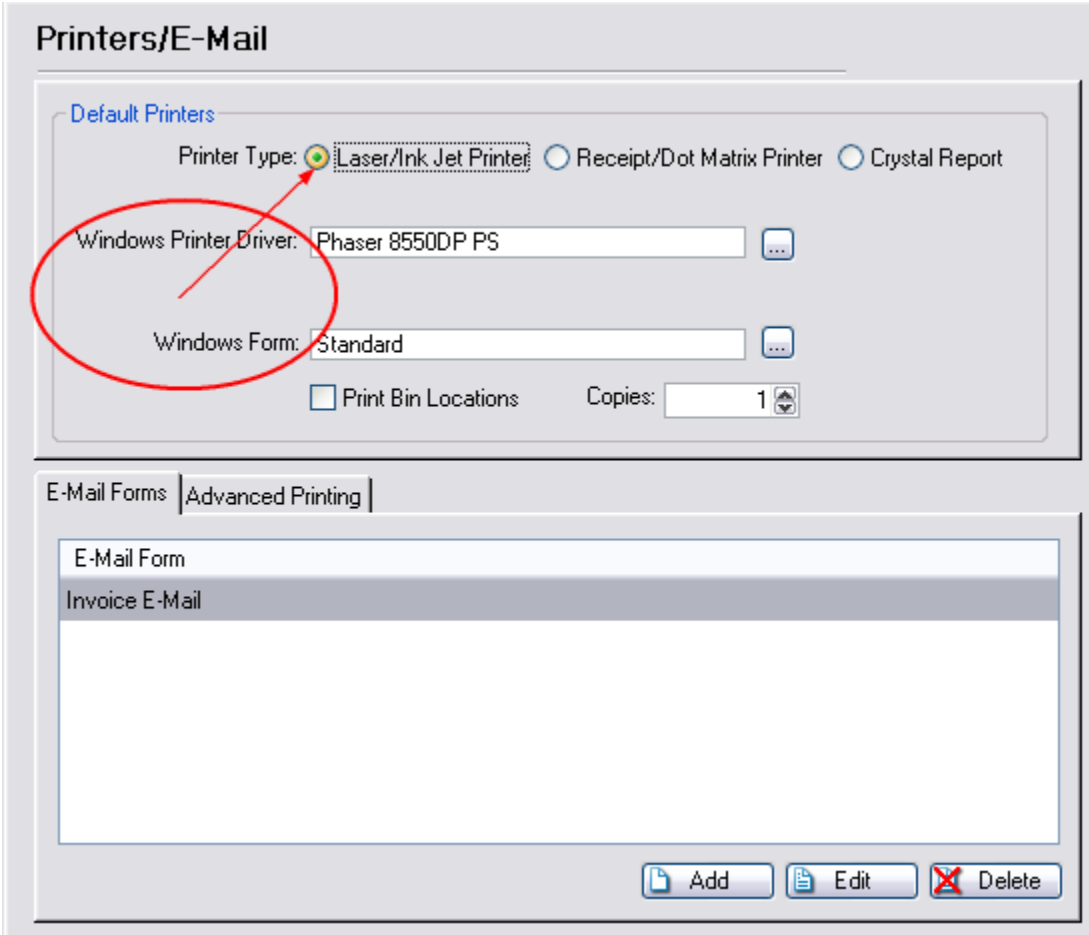 Printers/E-Mail
Default Printers
Printer Type: Laser/Ink Jet Printer Receipt/Dot Matrix Printer Crystal Report
Windows Printer Driver: Phaser 8550DP PS ...
Windows Form: Standard ...
Print Bin Locations Copies: 1
E-Mail Forms Advanced Printing
E-Mail Form
Invoice E-Mail
Add Edit Delete